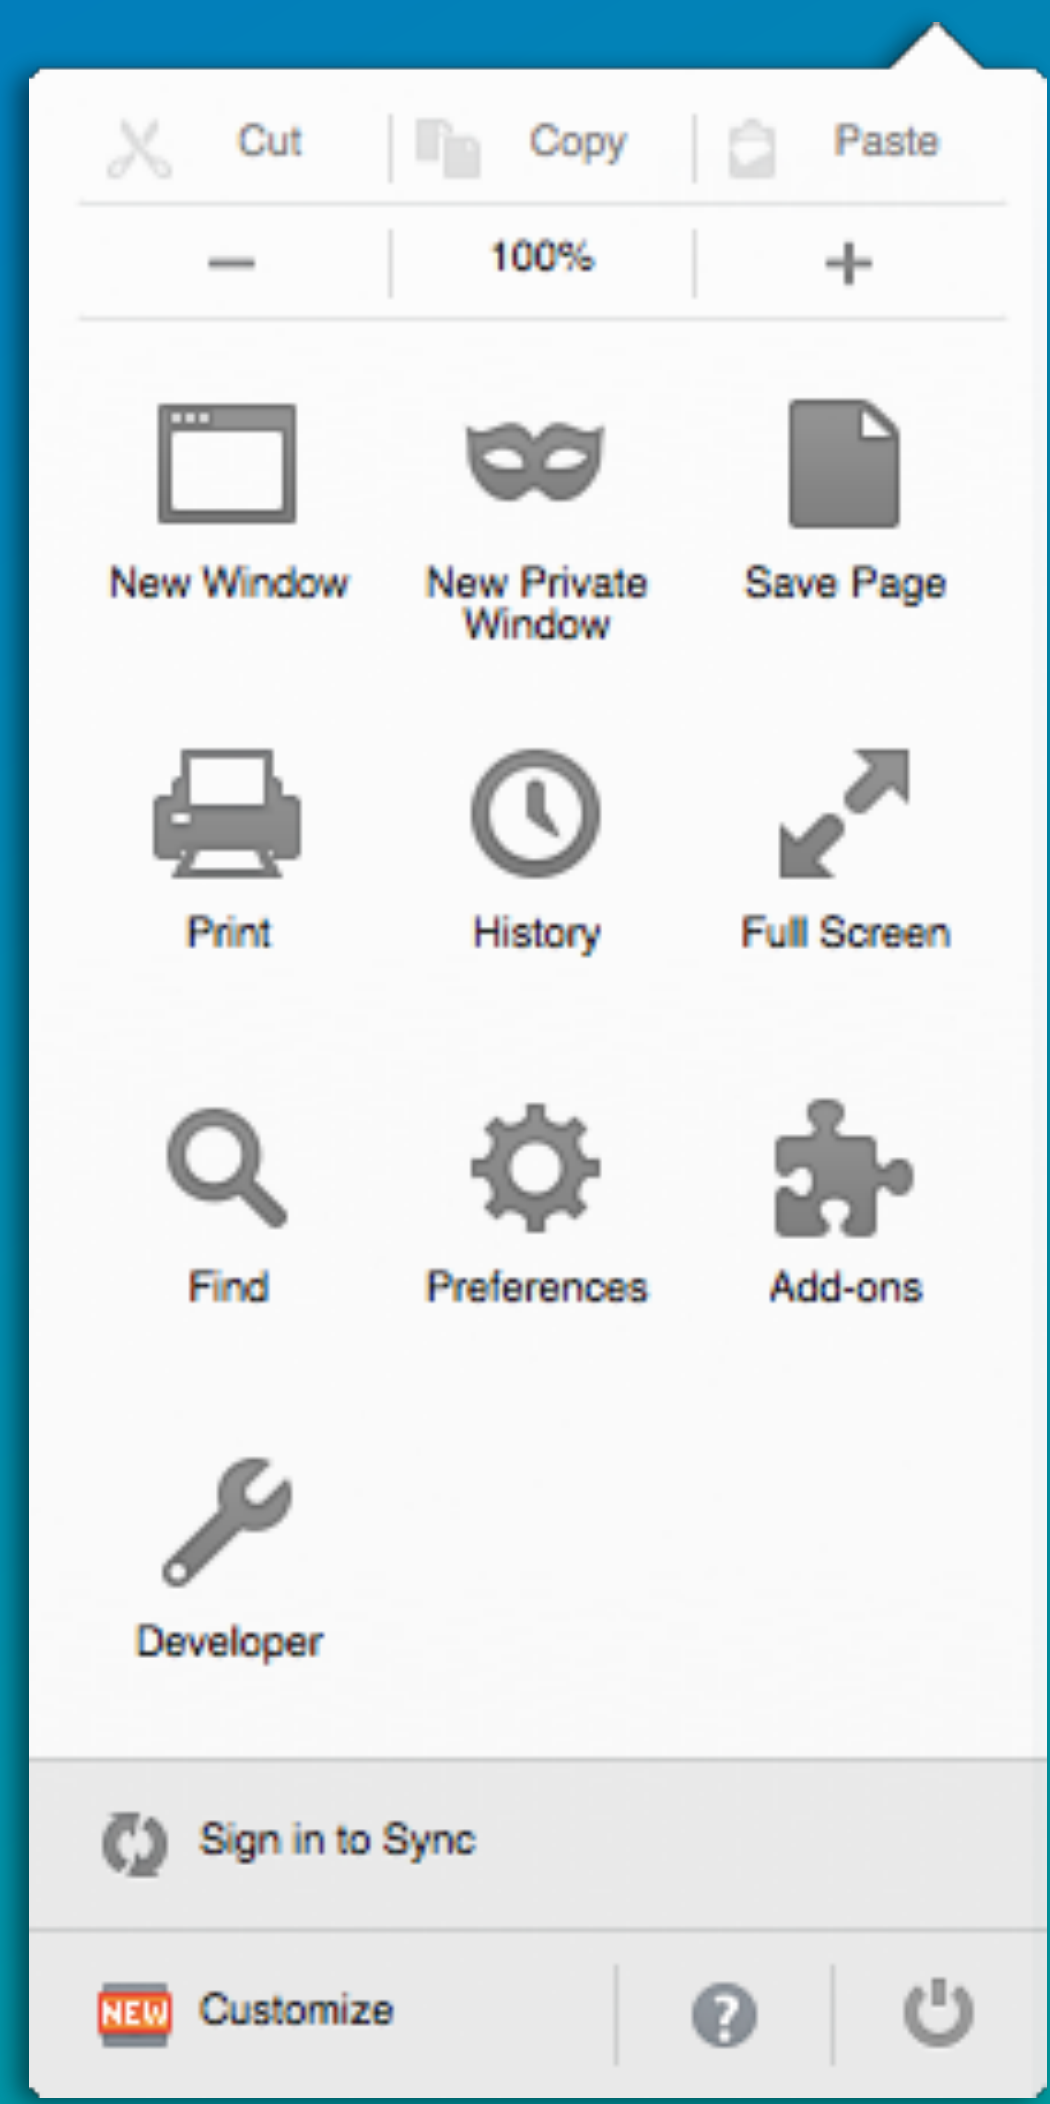 Cut Copy Paste
− 100% +
New Window New Private Save Page
Window
Print History Full Screen
Find Preferences Add-ons
Developer
Sign in to Sync
NEW Customize ?